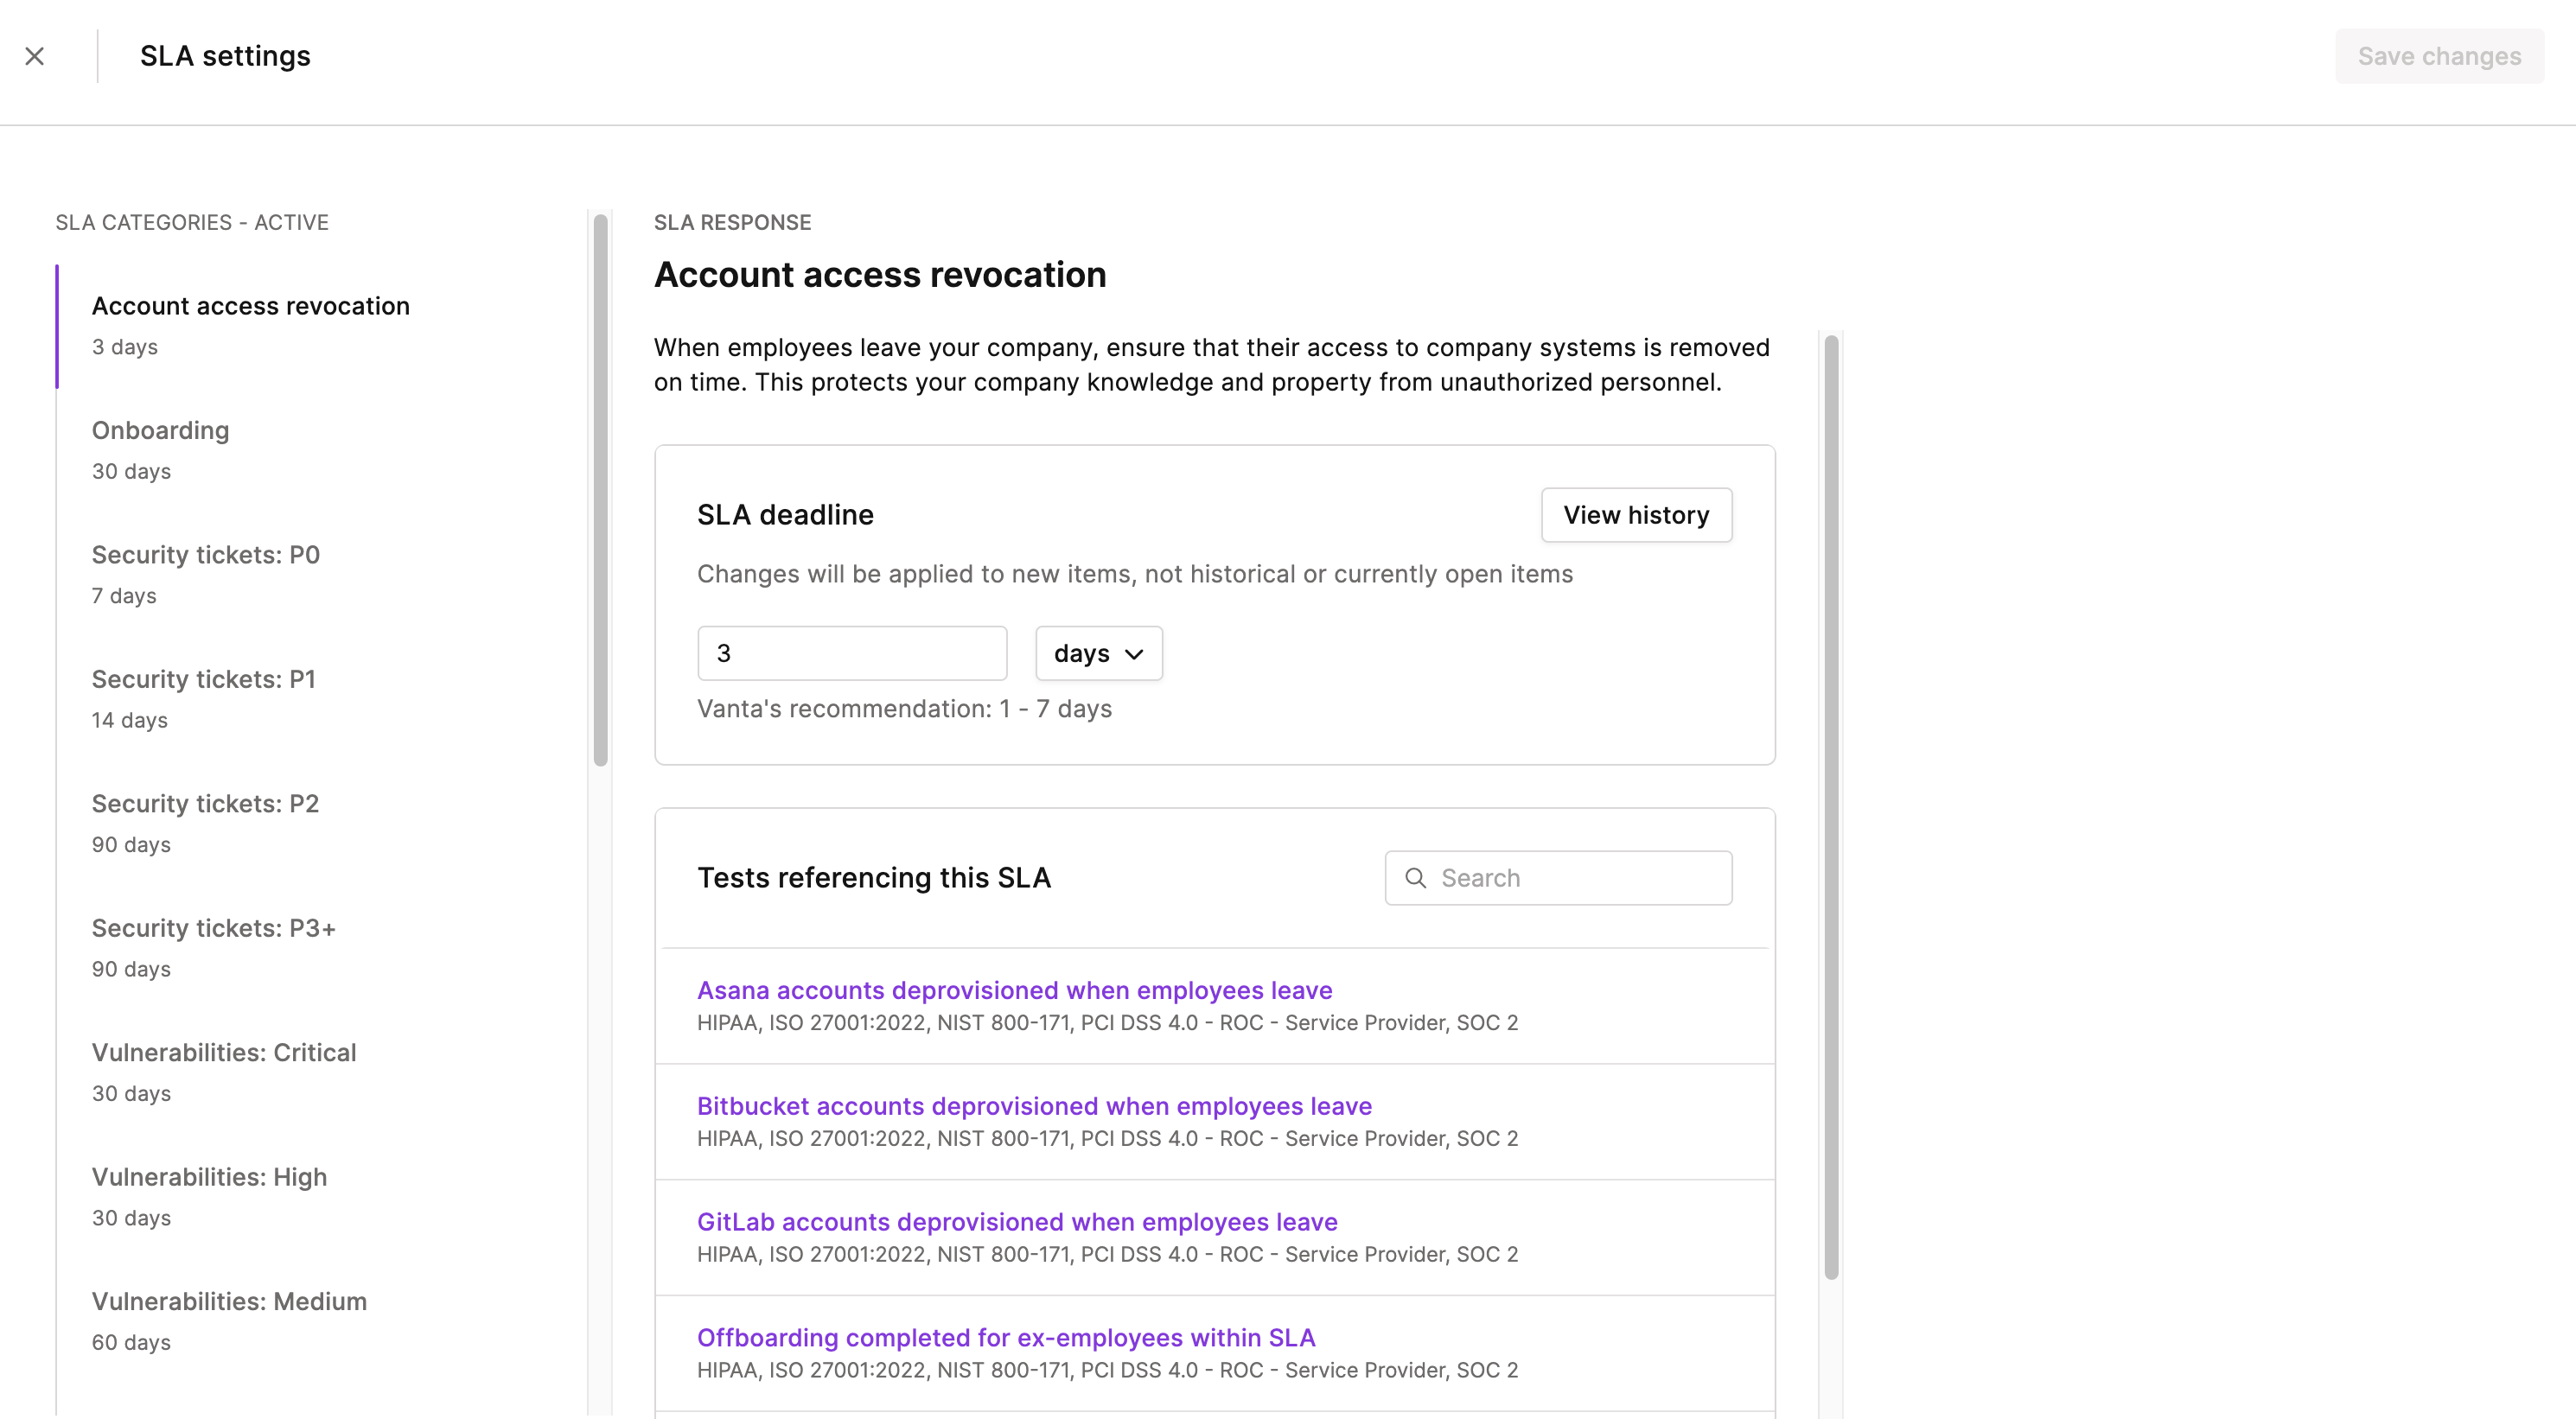 SLA settings
Save changes
SLA CATEGORIES - ACTIVE
Account access revocation
3 days
Onboarding
30 days
Security tickets: P0
7 days
Security tickets: P1
14 days
Security tickets: P2
90 days
Security tickets: P3+
90 days
Vulnerabilities: Critical
30 days
Vulnerabilities: High
30 days
Vulnerabilities: Medium
60 days
SLA RESPONSE
Account access revocation
When employees leave your company, ensure that their access to company systems is removed
on time. This protects your company knowledge and property from unauthorized personnel.
SLA deadline
View history
Changes will be applied to new items, not historical or currently open items
3
days
Vanta's recommendation: 1 - 7 days
Tests referencing this SLA
Search
Asana accounts deprovisioned when employees leave
HIPAA, ISO 27001:2022, NIST 800-171, PCI DSS 4.0 - ROC - Service Provider, SOC 2
Bitbucket accounts deprovisioned when employees leave
HIPAA, ISO 27001:2022, NIST 800-171, PCI DSS 4.0 - ROC - Service Provider, SOC 2
GitLab accounts deprovisioned when employees leave
HIPAA, ISO 27001:2022, NIST 800-171, PCI DSS 4.0 - ROC - Service Provider, SOC 2
Offboarding completed for ex-employees within SLA
HIPAA, ISO 27001:2022, NIST 800-171, PCI DSS 4.0 - ROC - Service Provider, SOC 2